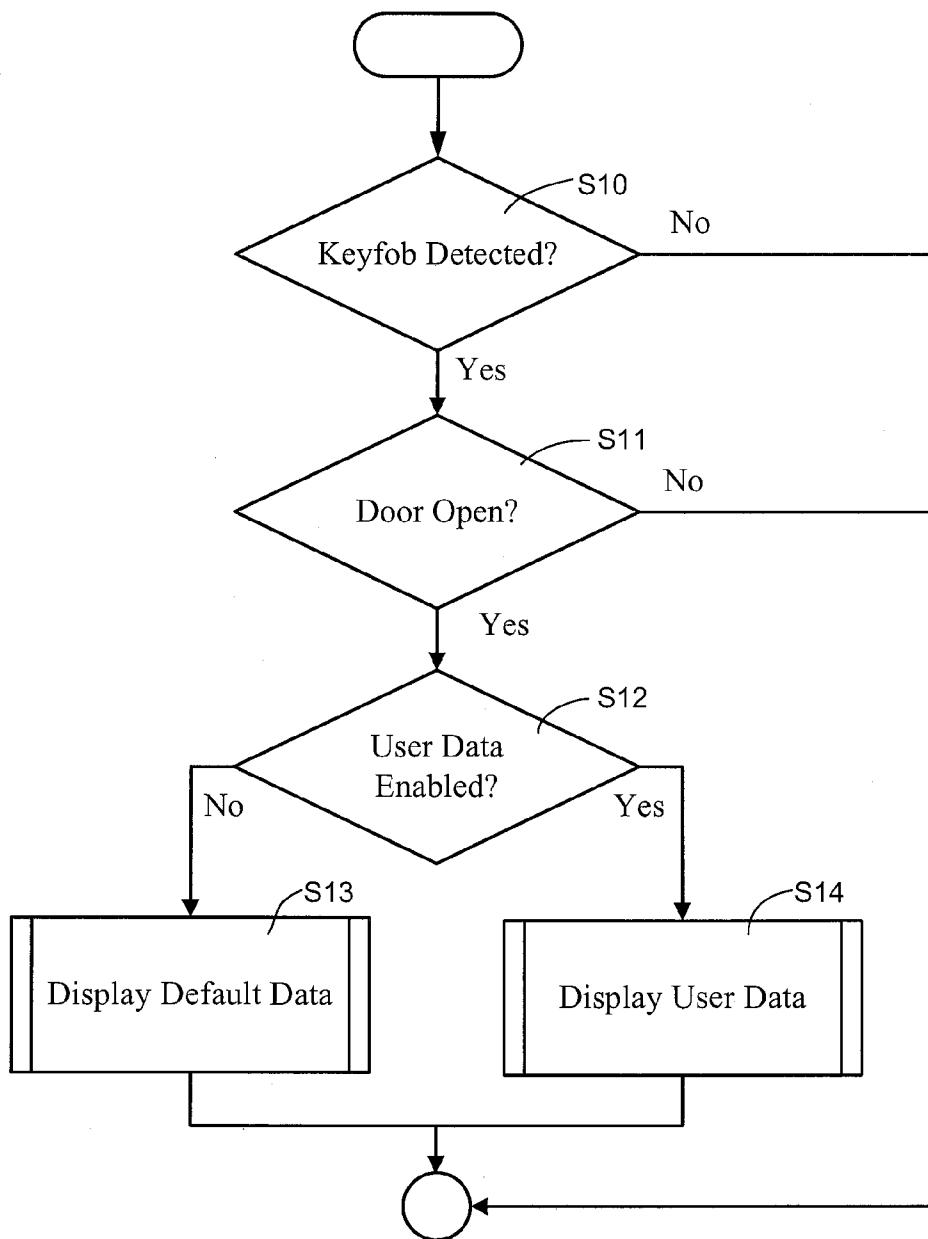 S10
Keyfob Detected?
No
Yes
S11
Door Open?
No
Yes
S12
User Data
Enabled?
No
Yes
S13
Display Default Data
S14
Display User Data